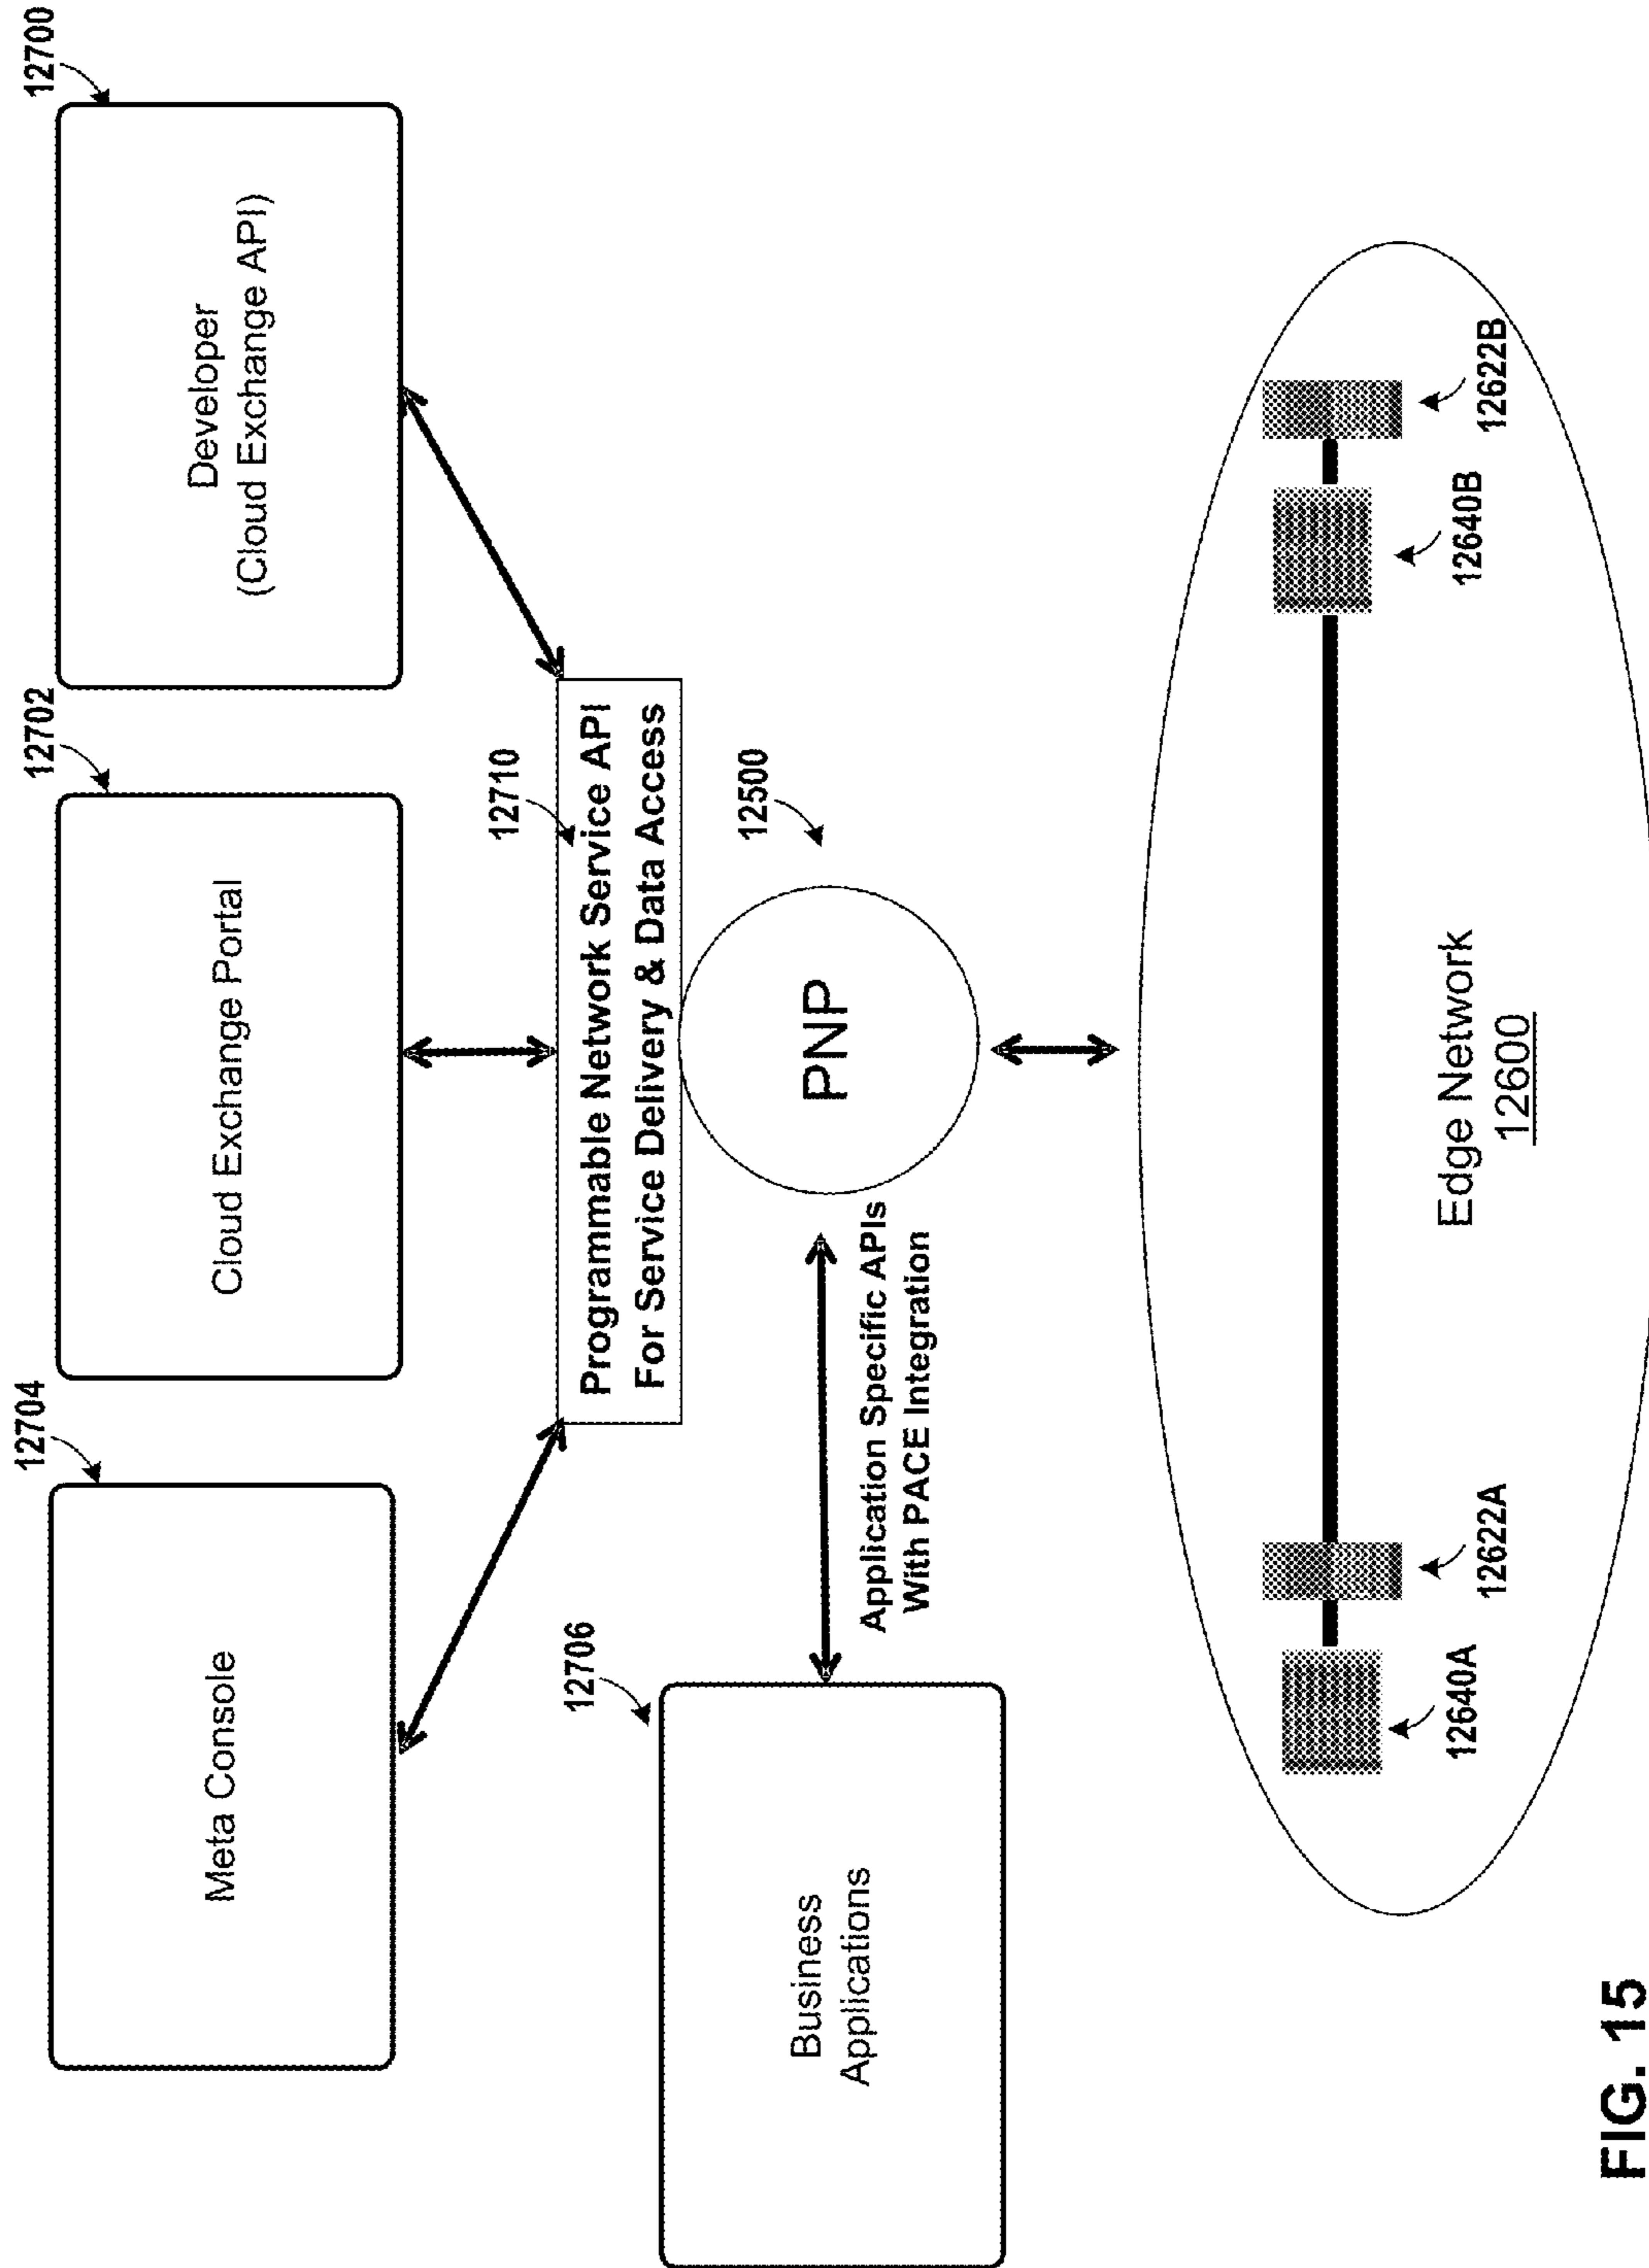 12704
12702
12700
Meta Console
Cloud Exchange Portal
Developer
(Cloud Exchange API)
12710
Programmable Network Service API
For Service Delivery & Data Access
12706
12500
Business
Applications
PNP
Application Specific APIs
With PACE Integration
12640A
12622A
12640B
12622B
Edge Network
12600
FIG. 15